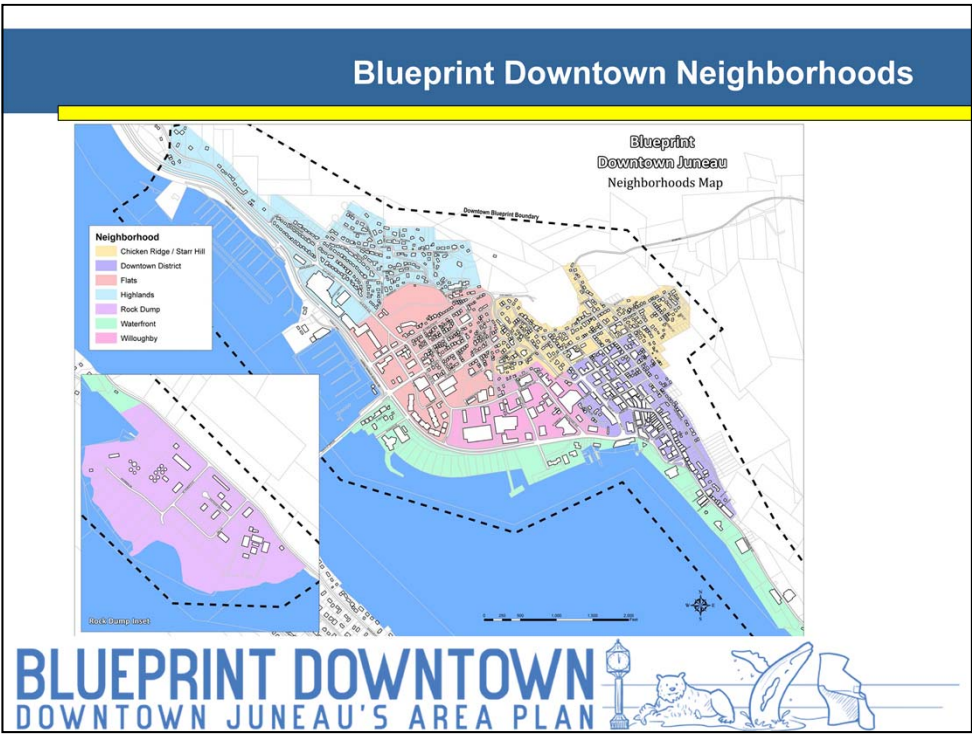 Blueprint Downtown Neighborhoods
Blueprint
Downtown Juneau
Neighborhoods Map
Downtown Blueprint Boundary
Neighborhood
Chicken Ridge / Starr Hill
Downtown District
Flats
Highlands
Rock Dump
Waterfront
Willoughby
Rock Dump Inset
BLUEPRINT DOWNTOWN
DOWNTOWN JUNEAU'S AREA PLAN